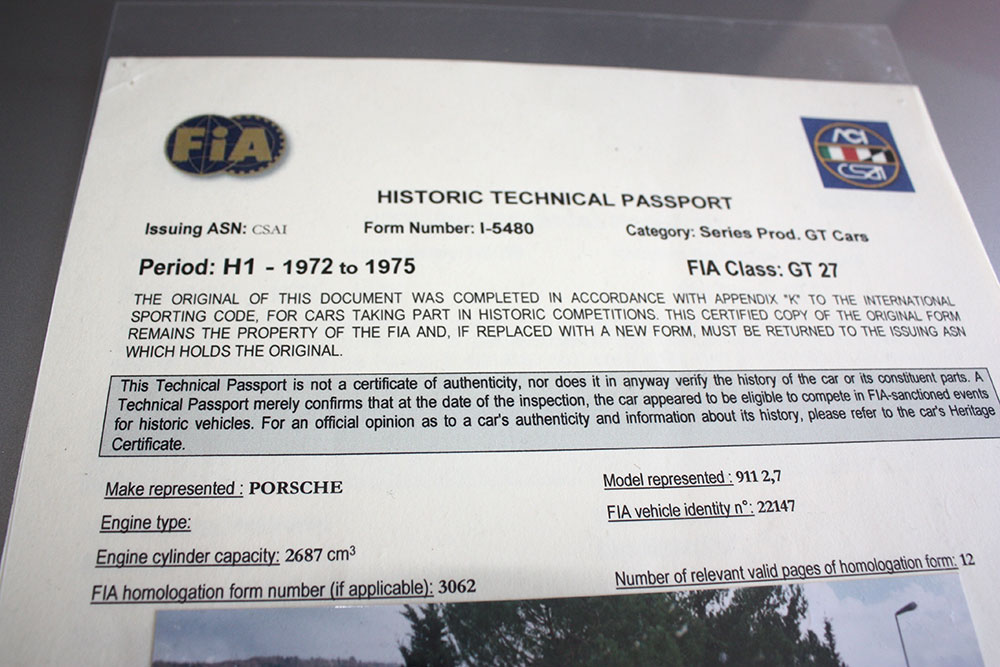 FiA
ACI
CSAI
HISTORIC TECHNICAL PASSPORT
Issuing ASN: CSAI Form Number: I-5480 Category: Series Prod. GT Cars
Period: H1 - 1972 to 1975 FIA Class: GT 27
THE ORIGINAL OF THIS DOCUMENT WAS COMPLETED IN ACCORDANCE WITH APPENDIX "K" TO THE INTERNATIONAL
SPORTING CODE, FOR CARS TAKING PART IN HISTORIC COMPETITIONS. THIS CERTIFIED COPY OF THE ORIGINAL FORM
REMAINS THE PROPERTY OF THE FIA AND, IF REPLACED WITH A NEW FORM, MUST BE RETURNED TO THE ISSUING ASN
WHICH HOLDS THE ORIGINAL.
This Technical Passport is not a certificate of authenticity, nor does it in anyway verify the history of the car or its constituent parts. A
Technical Passport merely confirms that at the date of the inspection, the car appeared to be eligible to compete in FIA-sanctioned events
for historic vehicles. For an official opinion as to a car's authenticity and information about its history, please refer to the car's Heritage
Certificate.
Make represented : PORSCHE Model represented : 911 2,7
Engine type: FIA vehicle identity n°: 22147
Engine cylinder capacity: 2687 cm³
FIA homologation form number (if applicable): 3062 Number of relevant valid pages of homologation form: 12